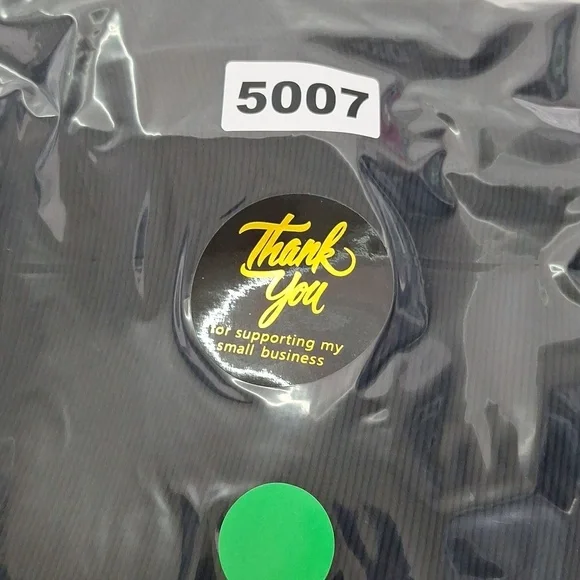 5007
Thank
You
for supporting my
small business